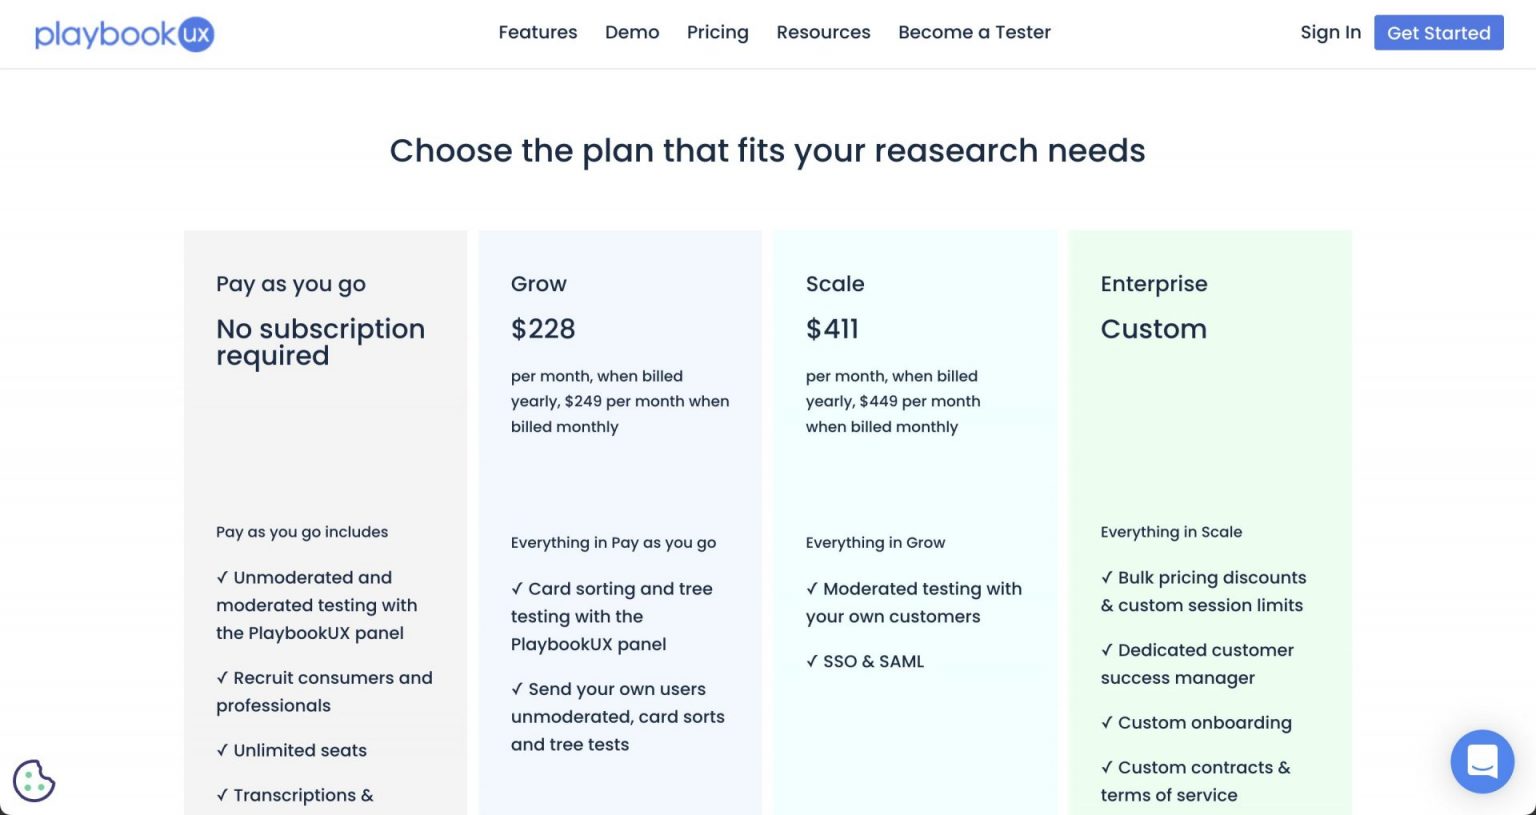 playbook ux
Features
Demo
Pricing
Resources
Become a Tester
Sign In
Get Started
Choose the plan that fits your reasearch needs
Pay as you go
No subscription
required
Pay as you go includes
✓ Unmoderated and
moderated testing with
the PlaybookUX panel
✓ Recruit consumers and
professionals
✓ Unlimited seats
✓ Transcriptions &
Grow
$228
per month, when billed
yearly, $249 per month when
billed monthly
Everything in Pay as you go
✓ Card sorting and tree
testing with the
PlaybookUX panel
✓ Send your own users
unmoderated, card sorts
and tree tests
Scale
$411
per month, when billed
yearly, $449 per month
when billed monthly
Everything in Grow
✓ Moderated testing with
your own customers
✓ SSO & SAML
Enterprise
Custom
Everything in Scale
✓ Bulk pricing discounts
& custom session limits
✓ Dedicated customer
success manager
✓ Custom onboarding
✓ Custom contracts &
terms of service